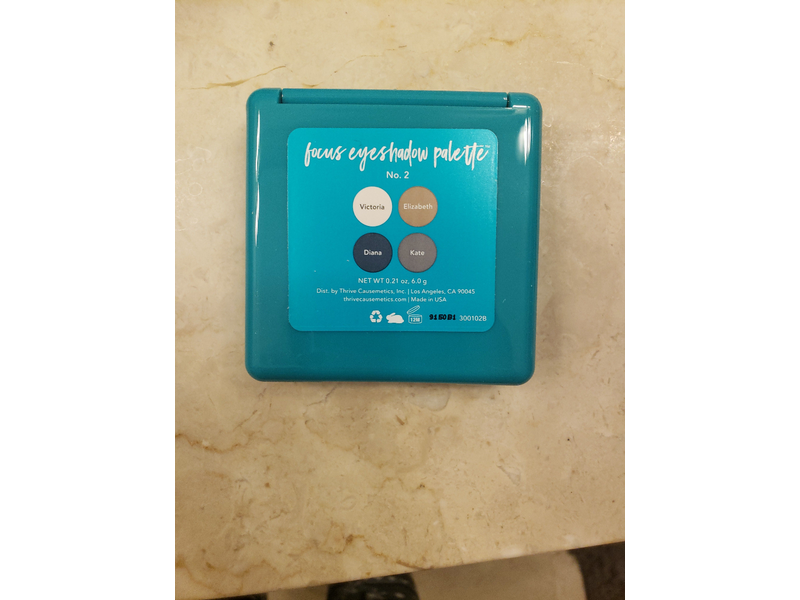 focus eyeshadow palette™
No. 2
Victoria Elizabeth
Diana Kate
NET WT 0.21 oz, 6.0 g
Dist. by Thrive Causemetics, Inc. | Los Angeles, CA 90045
thrivecausemetics.com | Made in USA
12M 9150B1 300102B